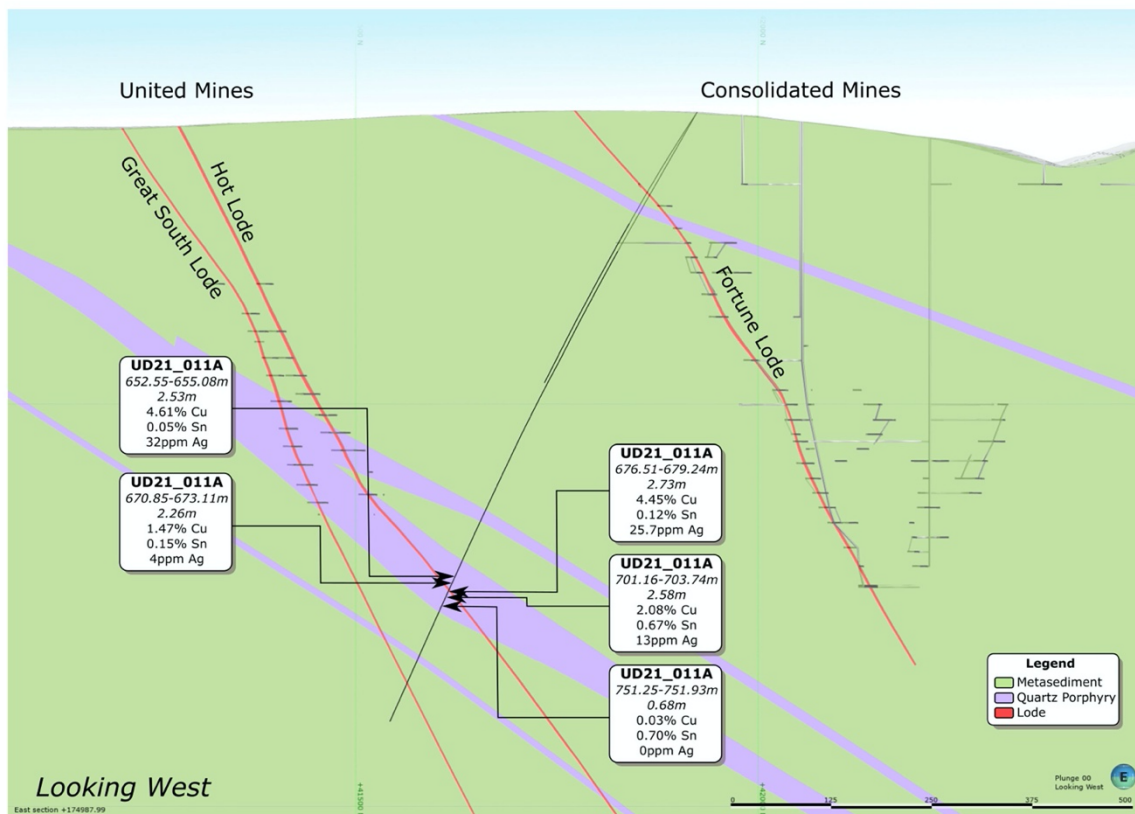 United Mines
Consolidated Mines
Great South Lode
Hot Lode
Fortune Lode
UD21_011A
652.55-655.08m
2.53m
4.61% Cu
0.05% Sn
32ppm Ag
UD21_011A
670.85-673.11m
2.26m
1.47% Cu
0.15% Sn
4ppm Ag
UD21_011A
676.51-679.24m
2.73m
4.45% Cu
0.12% Sn
25.7ppm Ag
UD21_011A
701.16-703.74m
2.58m
2.08% Cu
0.67% Sn
13ppm Ag
UD21_011A
751.25-751.93m
0.68m
0.03% Cu
0.70% Sn
0ppm Ag
Legend
Metasediment
Quartz Porphyry
Lode
Looking West
East section +174987.99
+41500
Plunge 00
Looking West
E
0 125 250 375 500